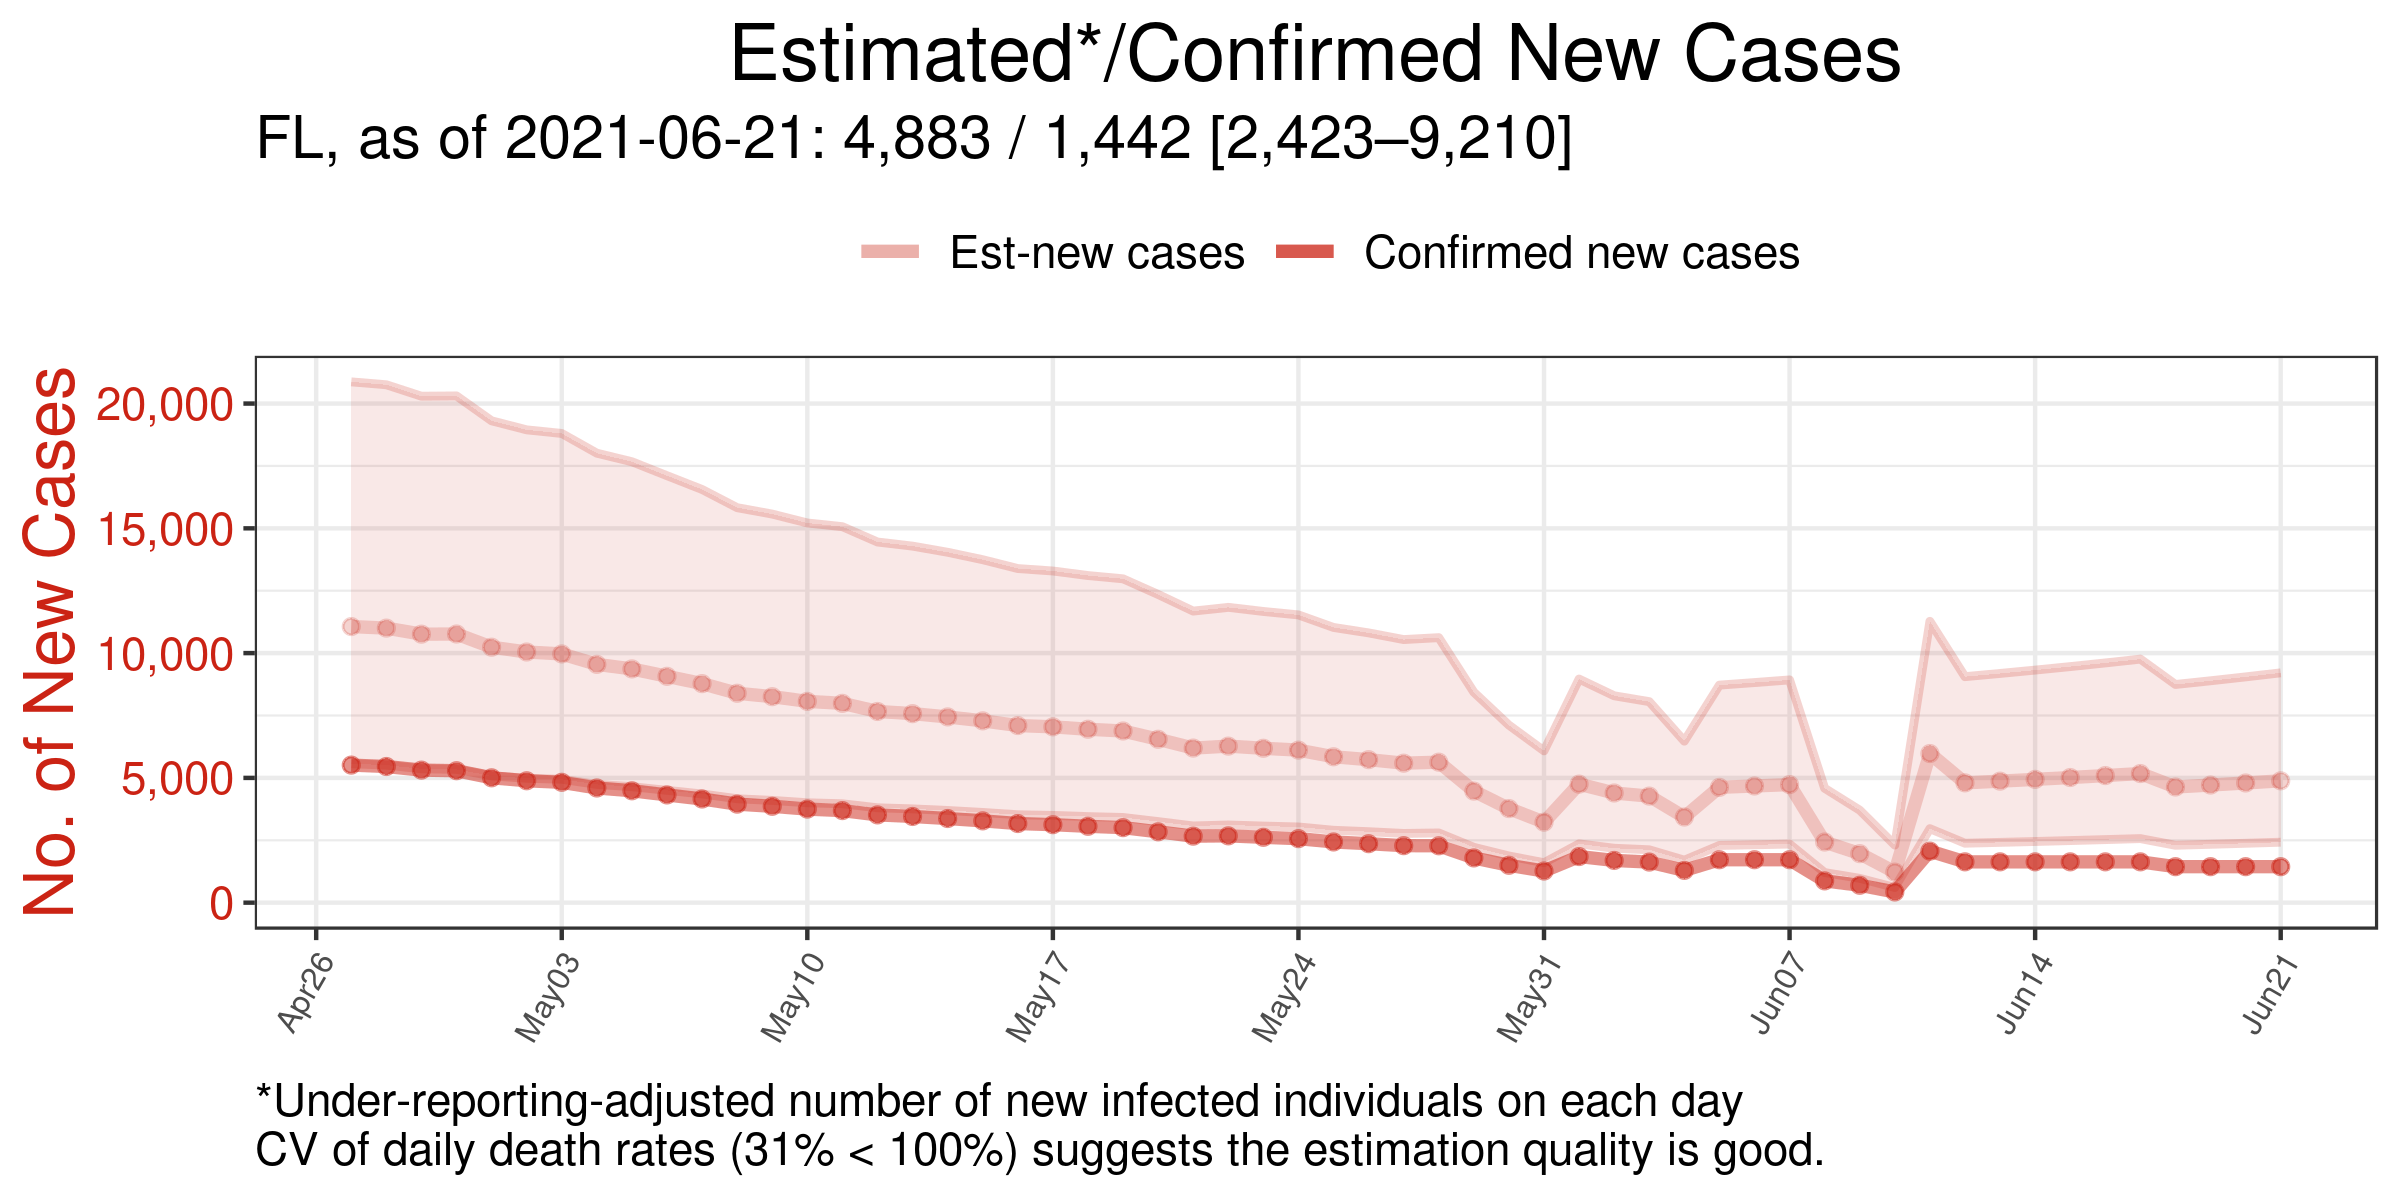 Estimated*/Confirmed New Cases
FL, as of 2021-06-21: 4,883 / 1,442 [2,423–9,210]
Est-new cases
Confirmed new cases
No. of New Cases
20,000
15,000
10,000
5,000
0
Apr26
May03
May10
May17
May24
May31
Jun07
Jun14
Jun21
*Under-reporting-adjusted number of new infected individuals on each day
CV of daily death rates (31% < 100%) suggests the estimation quality is good.